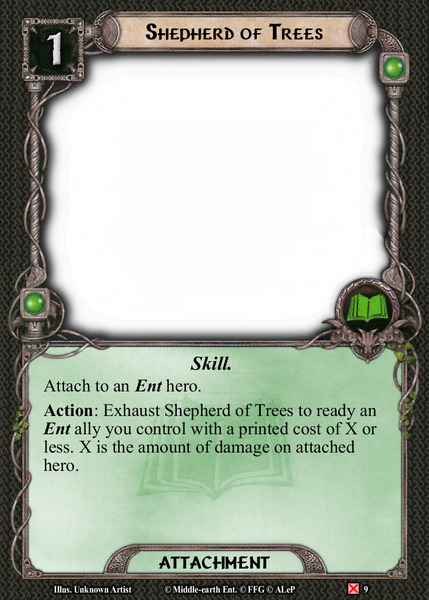 1
Shepherd of Trees
Skill.
Attach to an Ent hero.
Action: Exhaust Shepherd of Trees to ready an
Ent ally you control with a printed cost of X or
less. X is the amount of damage on attached
hero.
ATTACHMENT
Illus. Unknown Artist © Middle-earth Ent. © FFG © ALeP 9